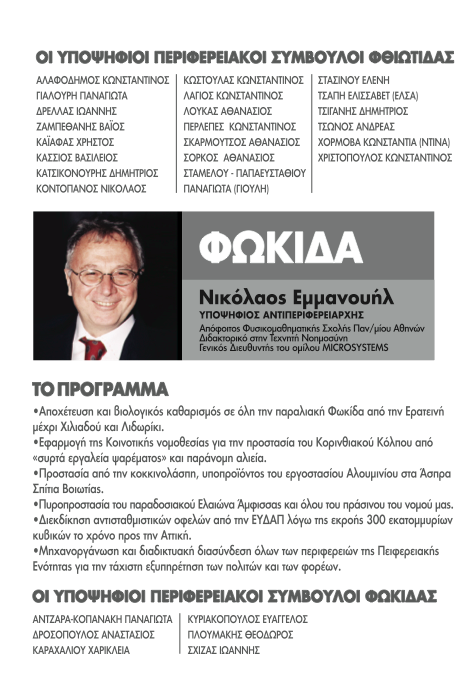 ΟΙ ΥΠΟΨΗΦΙΟΙ ΠΕΡΙΦΕΡΕΙΑΚΟΙ ΣΥΜΒΟΥΛΟΙ ΦΘΙΩΤΙΔΑΣ
ΑΛΑΦΟΔΗΜΟΣ ΚΩΝΣΤΑΝΤΙΝΟΣ
ΓΙΑΛΟΥΡΗ ΠΑΝΑΓΙΩΤΑ
ΔΡΕΛΛΑΣ ΙΩΑΝΝΗΣ
ΖΑΜΠΕΘΑΝΗΣ ΒΑΪΟΣ
ΚΑΪΑΦΑΣ ΧΡΗΣΤΟΣ
ΚΑΣΣΙΟΣ ΒΑΣΙΛΕΙΟΣ
ΚΑΤΣΙΚΟΝΟΥΡΗΣ ΔΗΜΗΤΡΙΟΣ
ΚΟΝΤΟΠΑΝΟΣ ΝΙΚΟΛΑΟΣ
ΚΩΣΤΟΥΛΑΣ ΚΩΝΣΤΑΝΤΙΝΟΣ
ΛΑΓΙΟΣ ΚΩΝΣΤΑΝΤΙΝΟΣ
ΛΟΥΚΑΣ ΑΘΑΝΑΣΙΟΣ
ΠΕΡΛΕΠΕΣ ΚΩΝΣΤΑΝΤΙΝΟΣ
ΣΚΑΡΜΟΥΤΣΟΣ ΑΘΑΝΑΣΙΟΣ
ΣΟΡΚΟΣ ΑΘΑΝΑΣΙΟΣ
ΣΤΑΜΕΛΟΥ - ΠΑΠΑΕΥΣΤΑΘΙΟΥ
ΠΑΝΑΓΙΩΤΑ (ΓΙΟΥΛΗ)
ΣΤΑΣΙΝΟΥ ΕΛΕΝΗ
ΤΣΑΠΗ ΕΛΙΣΣΑΒΕΤ (ΕΛΣΑ)
ΤΣΙΓΑΝΗΣ ΔΗΜΗΤΡΙΟΣ
ΤΣΩΝΟΣ ΑΝΔΡΕΑΣ
ΧΟΡΜΟΒΑ ΚΩΝΣΤΑΝΤΙΑ (ΝΤΙΝΑ)
ΧΡΙΣΤΟΠΟΥΛΟΣ ΚΩΝΣΤΑΝΤΙΝΟΣ
ΦΩΚΙΔΑ
Νικόλαος Εμμανουήλ
ΥΠΟΨΗΦΙΟΣ ΑΝΤΙΠΕΡΙΦΕΡΕΙΑΡΧΗΣ
Απόφοιτος Φυσικομαθηματικής Σχολής Παν/μίου Αθηνών
Διδακτορικό στην Τεχνητή Νοημοσύνη
Γενικός Διευθυντής του ομίλου MICROSYSTEMS
ΤΟ ΠΡΟΓΡΑΜΜΑ
•Αποχέτευση και βιολογικός καθαρισμός σε όλη την παραλιακή Φωκίδα από την Ερατεινή
μέχρι Χιλιαδού και Λιδωρίκι.
•Εφαρμογή της Κοινοτικής νομοθεσίας για την προστασία του Κορινθιακού Κόλπου από
«συρτά εργαλεία ψαρέματος» και παράνομη αλιεία.
•Προστασία από την κοκκινολάσπη, υποπροϊόντος του εργοστασίου Αλουμινίου στα Άσπρα
Σπίτια Βοιωτίας.
•Πυροπροστασία του παραδοσιακού Ελαιώνα Άμφισσας και όλου του πράσινου του νομού μας.
•Διεκδίκηση αντισταθμιστικών οφελών από την ΕΥΔΑΠ λόγω της εκροής 300 εκατομμυρίων
κυβικών το χρόνο προς την Αττική.
•Μηχανοργάνωση και διαδικτυακή διασύνδεση όλων των περιφερειών της Πειφερειακής
Ενότητας για την τάχιστη εξυπηρέτηση των πολιτών και των φορέων.
ΟΙ ΥΠΟΨΗΦΙΟΙ ΠΕΡΙΦΕΡΕΙΑΚΟΙ ΣΥΜΒΟΥΛΟΙ ΦΩΚΙΔΑΣ
ΑΝΤΖΑΡΑ-ΚΟΠΑΝΑΚΗ ΠΑΝΑΓΙΩΤΑ
ΔΡΟΣΟΠΟΥΛΟΣ ΑΝΑΣΤΑΣΙΟΣ
ΚΑΡΑΧΑΛΙΟΥ ΧΑΡΙΚΛΕΙΑ
ΚΥΡΙΑΚΟΠΟΥΛΟΣ ΕΥΑΓΓΕΛΟΣ
ΠΛΟΥΜΑΚΗΣ ΘΕΟΔΩΡΟΣ
ΣΧΙΖΑΣ ΙΩΑΝΝΗΣ